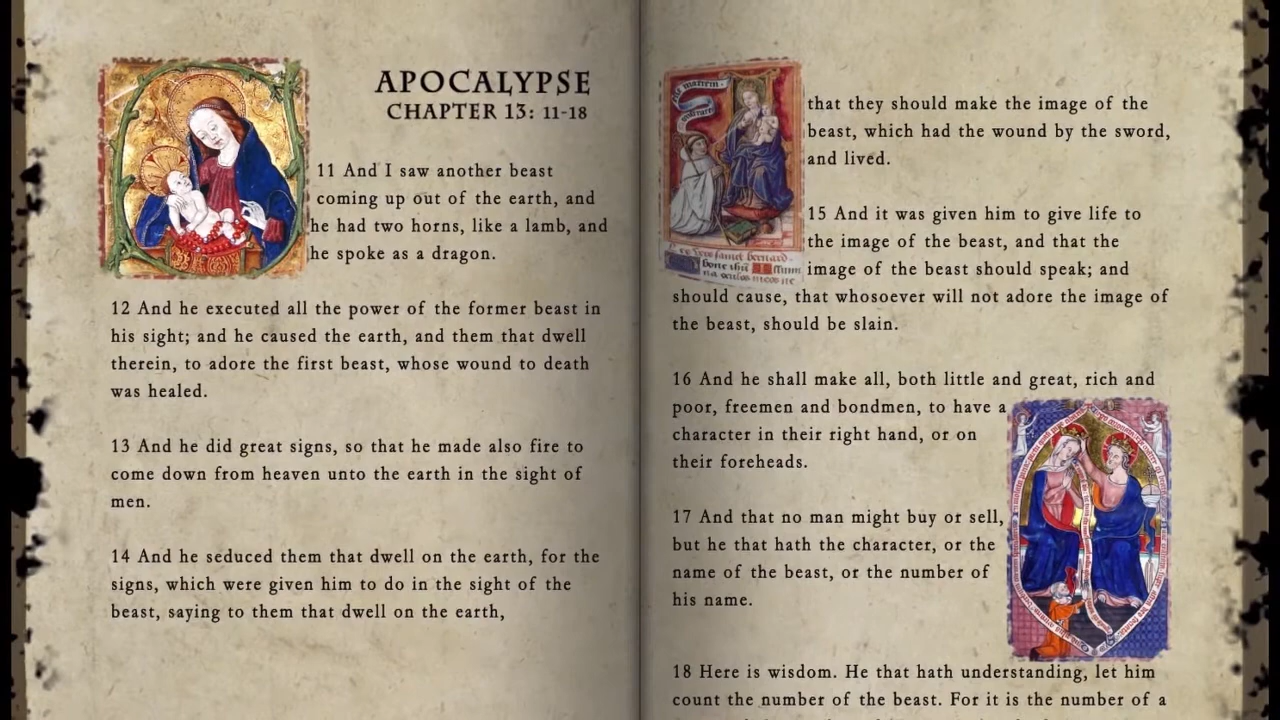 APOCALYPSE
CHAPTER 13: 11-18
11 And I saw another beast
coming up out of the earth, and
he had two horns, like a lamb, and
he spoke as a dragon.
12 And he executed all the power of the former beast in
his sight; and he caused the earth, and them that dwell
therein, to adore the first beast, whose wound to death
was healed.
13 And he did great signs, so that he made also fire to
come down from heaven unto the earth in the sight of
men.
14 And he seduced them that dwell on the earth, for the
signs, which were given him to do in the sight of the
beast, saying to them that dwell on the earth,
that they should make the image of the
beast, which had the wound by the sword,
and lived.
15 And it was given him to give life to
the image of the beast, and that the
image of the beast should speak; and
should cause, that whosoever will not adore the image of
the beast, should be slain.
16 And he shall make all, both little and great, rich and
poor, freemen and bondmen, to have a
character in their right hand, or on
their foreheads.
17 And that no man might buy or sell,
but he that hath the character, or the
name of the beast, or the number of
his name.
18 Here is wisdom. He that hath understanding, let him
count the number of the beast. For it is the number of a